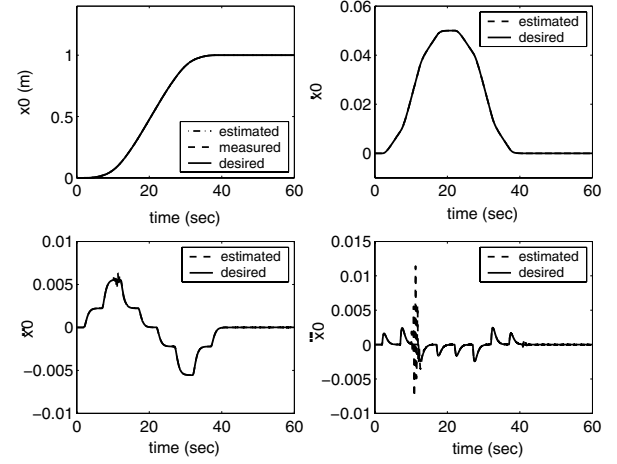 x0 (m)
1
0.5
0
0
20
40
60
time (sec)
estimated
measured
desired
ẋ0
0.06
0.04
0.02
0
0
20
40
60
time (sec)
estimated
desired
ẍ0
0.01
0.005
0
−0.005
−0.01
0
20
40
60
time (sec)
estimated
desired
x⃛0
0.015
0.01
0.005
0
−0.005
−0.01
0
20
40
60
time (sec)
estimated
desired